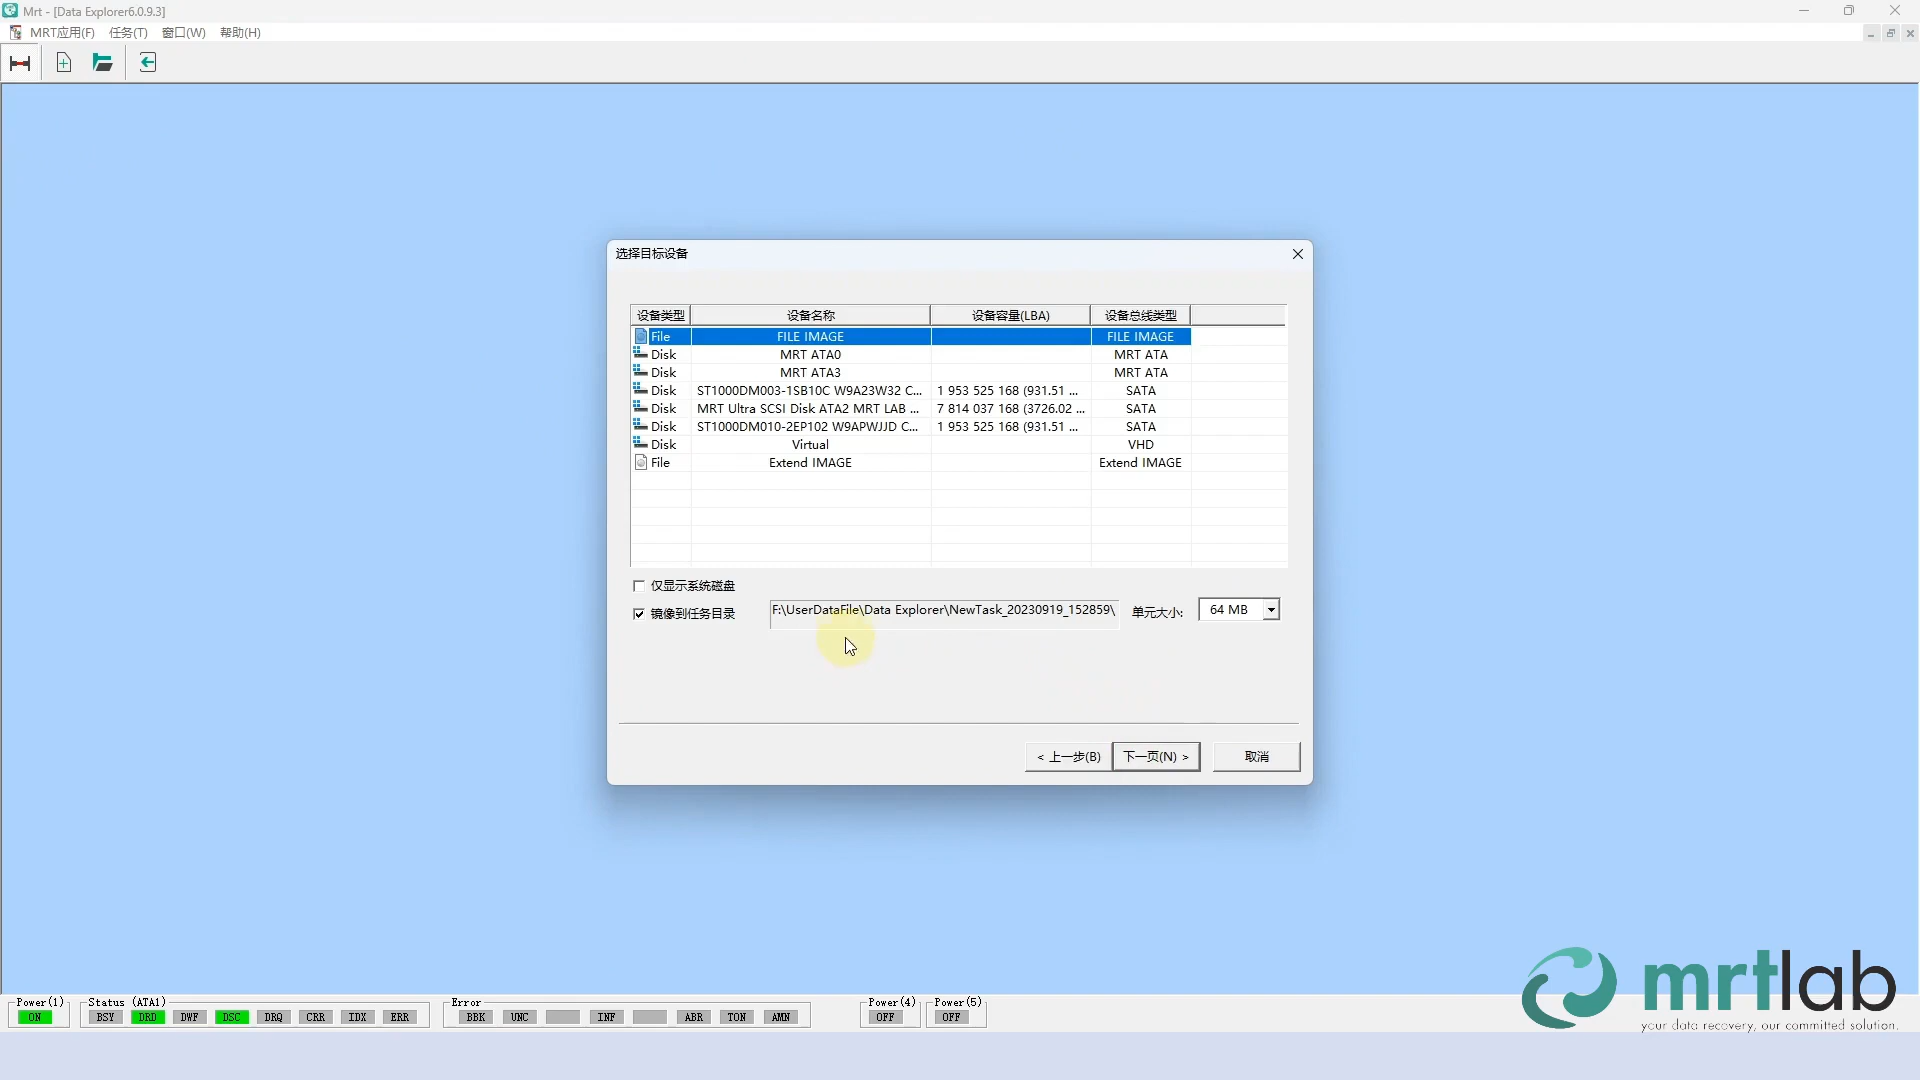 Mrt - [Data Explorer6.0.9.3]
MRT应用(F) 任务(T) 窗口(W) 帮助(H)
选择目标设备
设备类型 设备名称 设备容量(LBA) 设备总线类型
File FILE IMAGE FILE IMAGE
Disk MRT ATA0 MRT ATA
Disk MRT ATA3 MRT ATA
Disk ST1000DM003-1SB10C W9A23W32 C... 1 953 525 168 (931.51 ... SATA
Disk MRT Ultra SCSI Disk ATA2 MRT LAB ... 7 814 037 168 (3726.02 ... SATA
Disk ST1000DM010-2EP102 W9APWJJD C... 1 953 525 168 (931.51 ... SATA
Disk Virtual VHD
File Extend IMAGE Extend IMAGE
仅显示系统磁盘
镜像到任务目录 F:\UserDataFile\Data Explorer\NewTask_20230919_152859\ 单元大小: 64 MB
< 上一步(B) 下一页(N) > 取消
mrtlab
your data recovery, our committed solution.
Power(1) Status (ATA1) Error Power(4) Power(5)
ON BSY DRD DWF DSC DRQ CRR IDX ERR BBK UNC INF ABR TON AMN OFF OFF